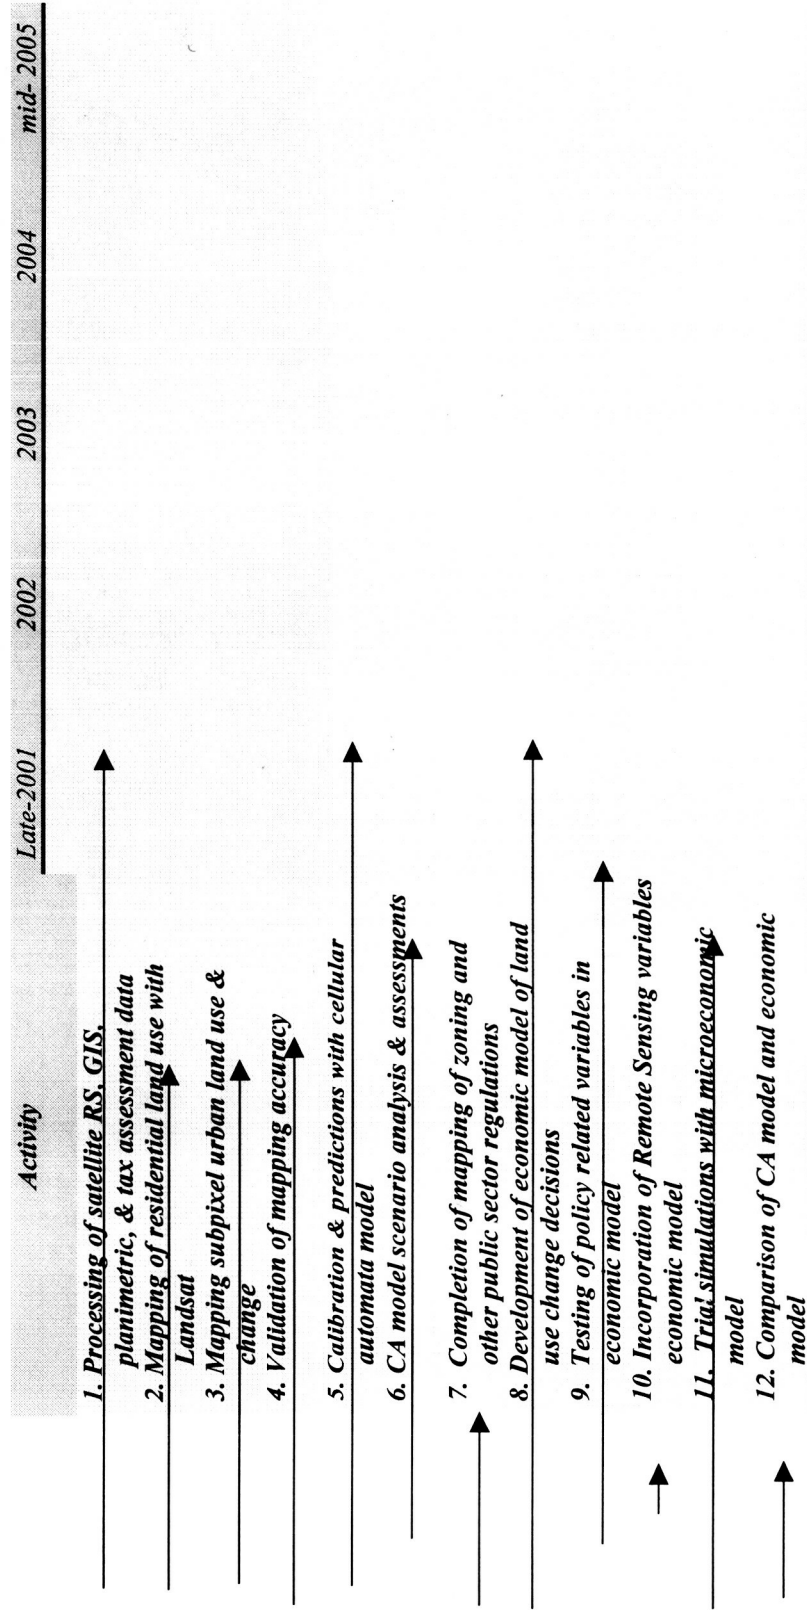 Activity Late-2001 2002 2003 2004 mid- 2005
1. Processing of satellite RS, GIS,
planimetric, & tax assessment data
2. Mapping of residential land use with
Landsat
3. Mapping subpixel urban land use &
change
4. Validation of mapping accuracy
5. Calibration & predictions with cellular
automata model
6. CA model scenario analysis & assessments
7. Completion of mapping of zoning and
other public sector regulations
8. Development of economic model of land
use change decisions
9. Testing of policy related variables in
economic model
10. Incorporation of Remote Sensing variables
economic model
11. Trial simulations with microeconomic
model
12. Comparison of CA model and economic
model